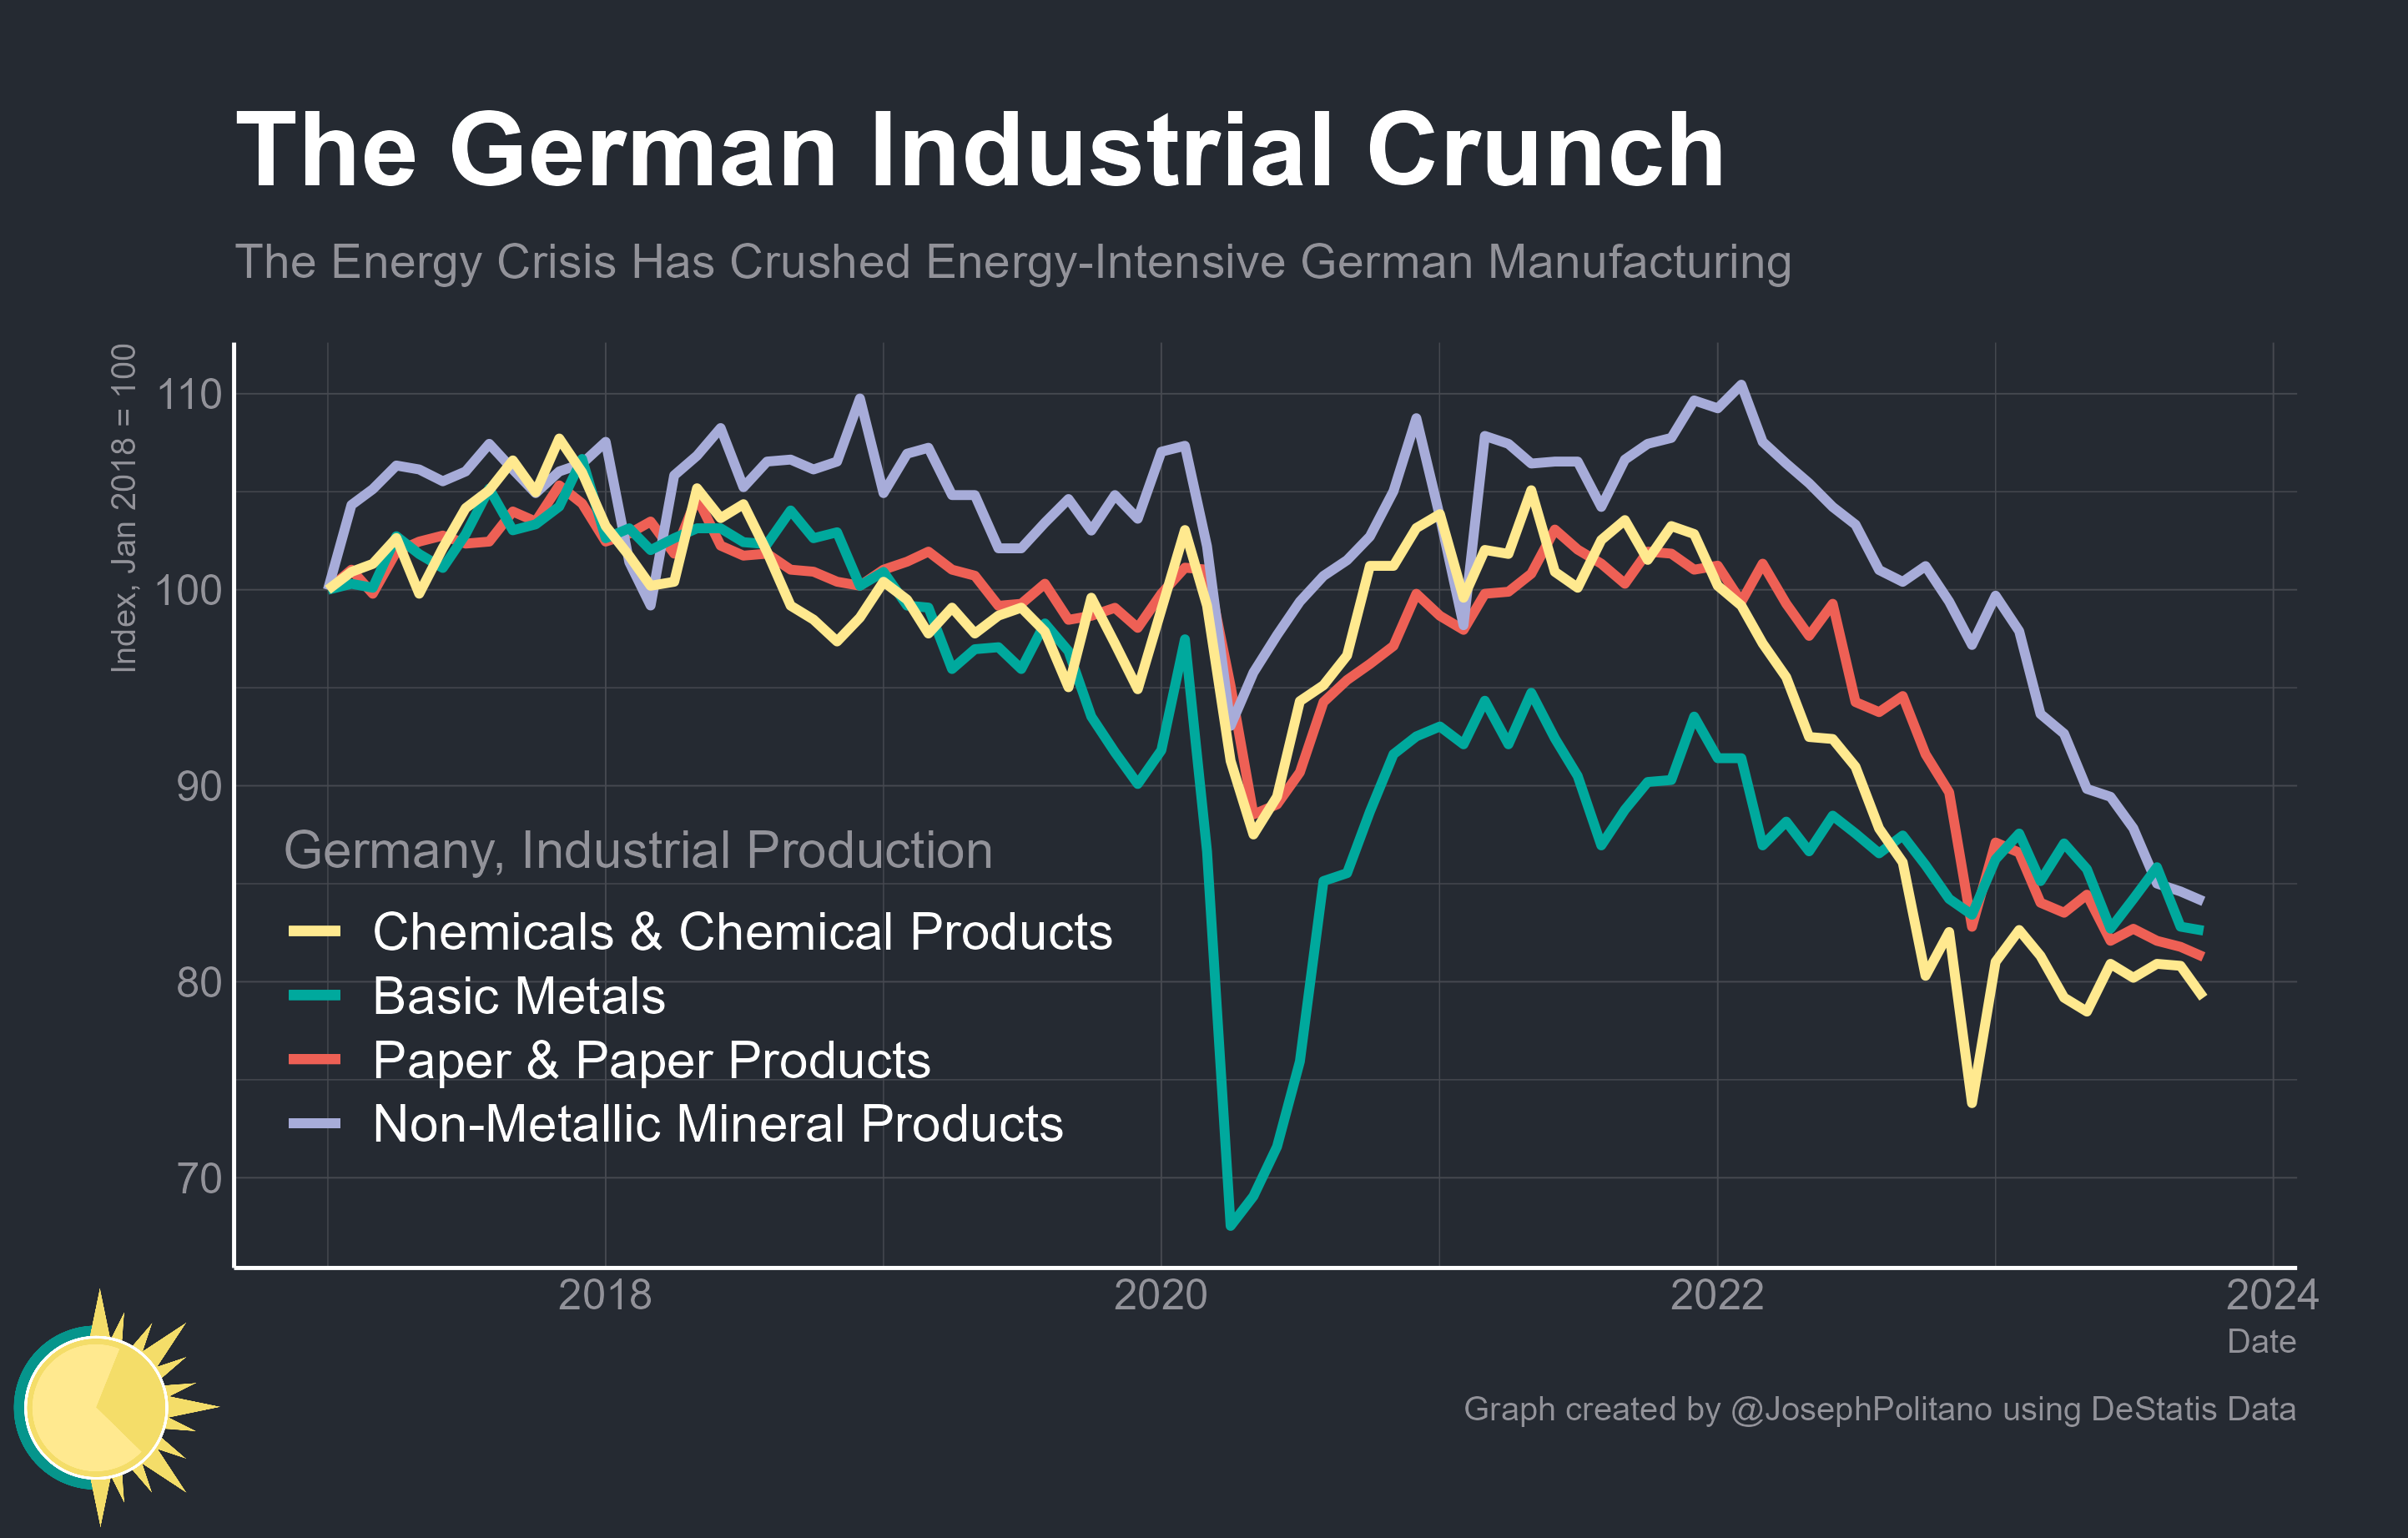 The German Industrial Crunch
The Energy Crisis Has Crushed Energy-Intensive German Manufacturing
Index, Jan 2018 = 100
110
100
90
80
70
Germany, Industrial Production
Chemicals & Chemical Products
Basic Metals
Paper & Paper Products
Non-Metallic Mineral Products
2018
2020
2022
2024
Date
Graph created by @JosephPolitano using DeStatis Data